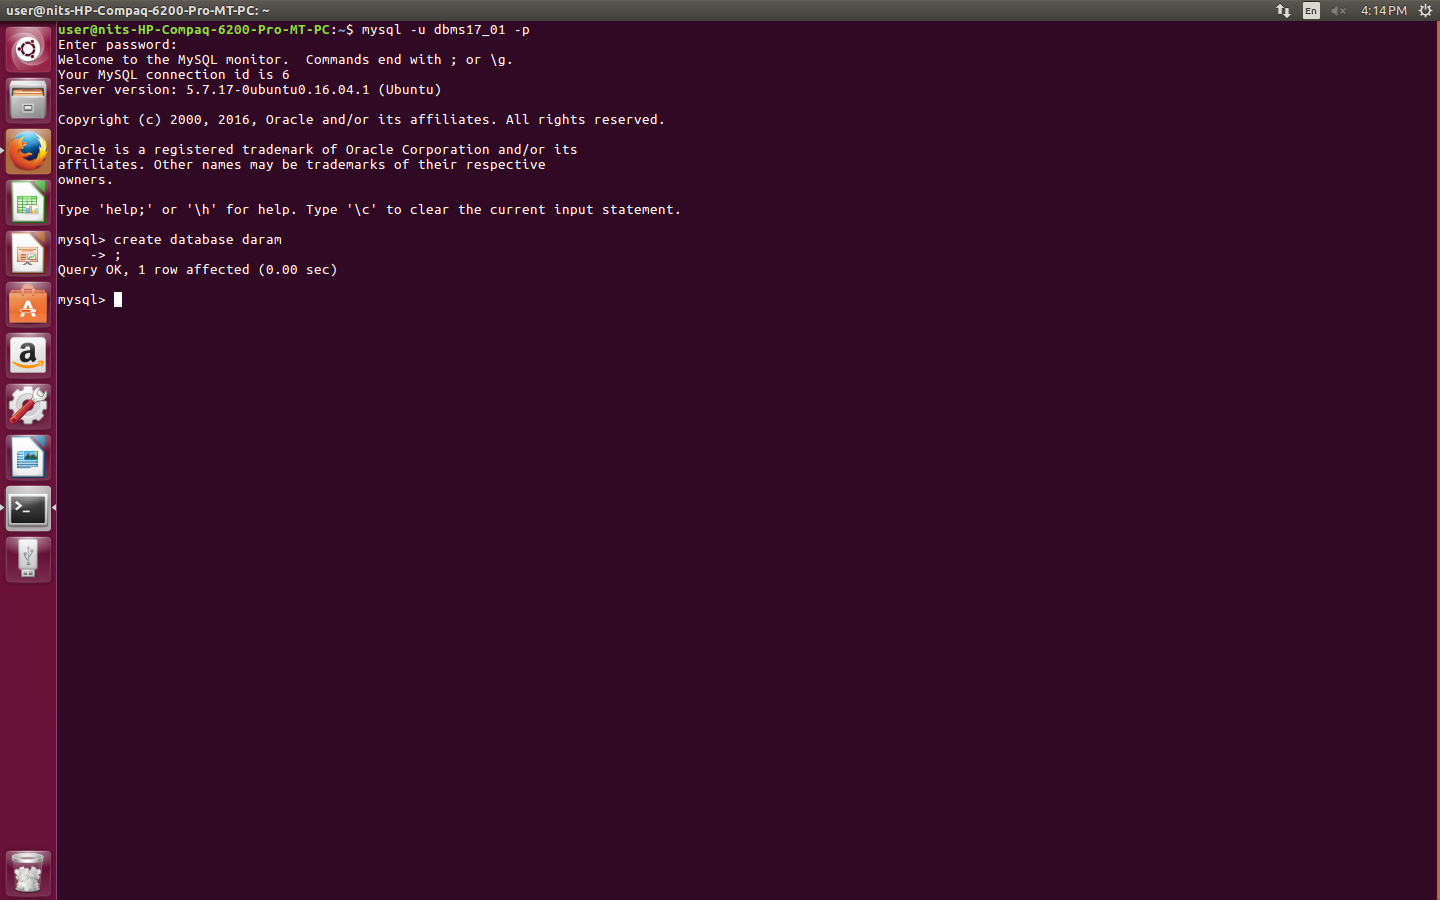 user@nits-HP-Compaq-6200-Pro-MT-PC: ~
En
4:14 PM
user@nits-HP-Compaq-6200-Pro-MT-PC:~$ mysql -u dbms17_01 -p
Enter password:
Welcome to the MySQL monitor.  Commands end with ; or \g.
Your MySQL connection id is 6
Server version: 5.7.17-0ubuntu0.16.04.1 (Ubuntu)
Copyright (c) 2000, 2016, Oracle and/or its affiliates. All rights reserved.
Oracle is a registered trademark of Oracle Corporation and/or its
affiliates. Other names may be trademarks of their respective
owners.
Type 'help;' or '\h' for help. Type '\c' to clear the current input statement.
mysql> create database daram
    -> ;
Query OK, 1 row affected (0.00 sec)
mysql>